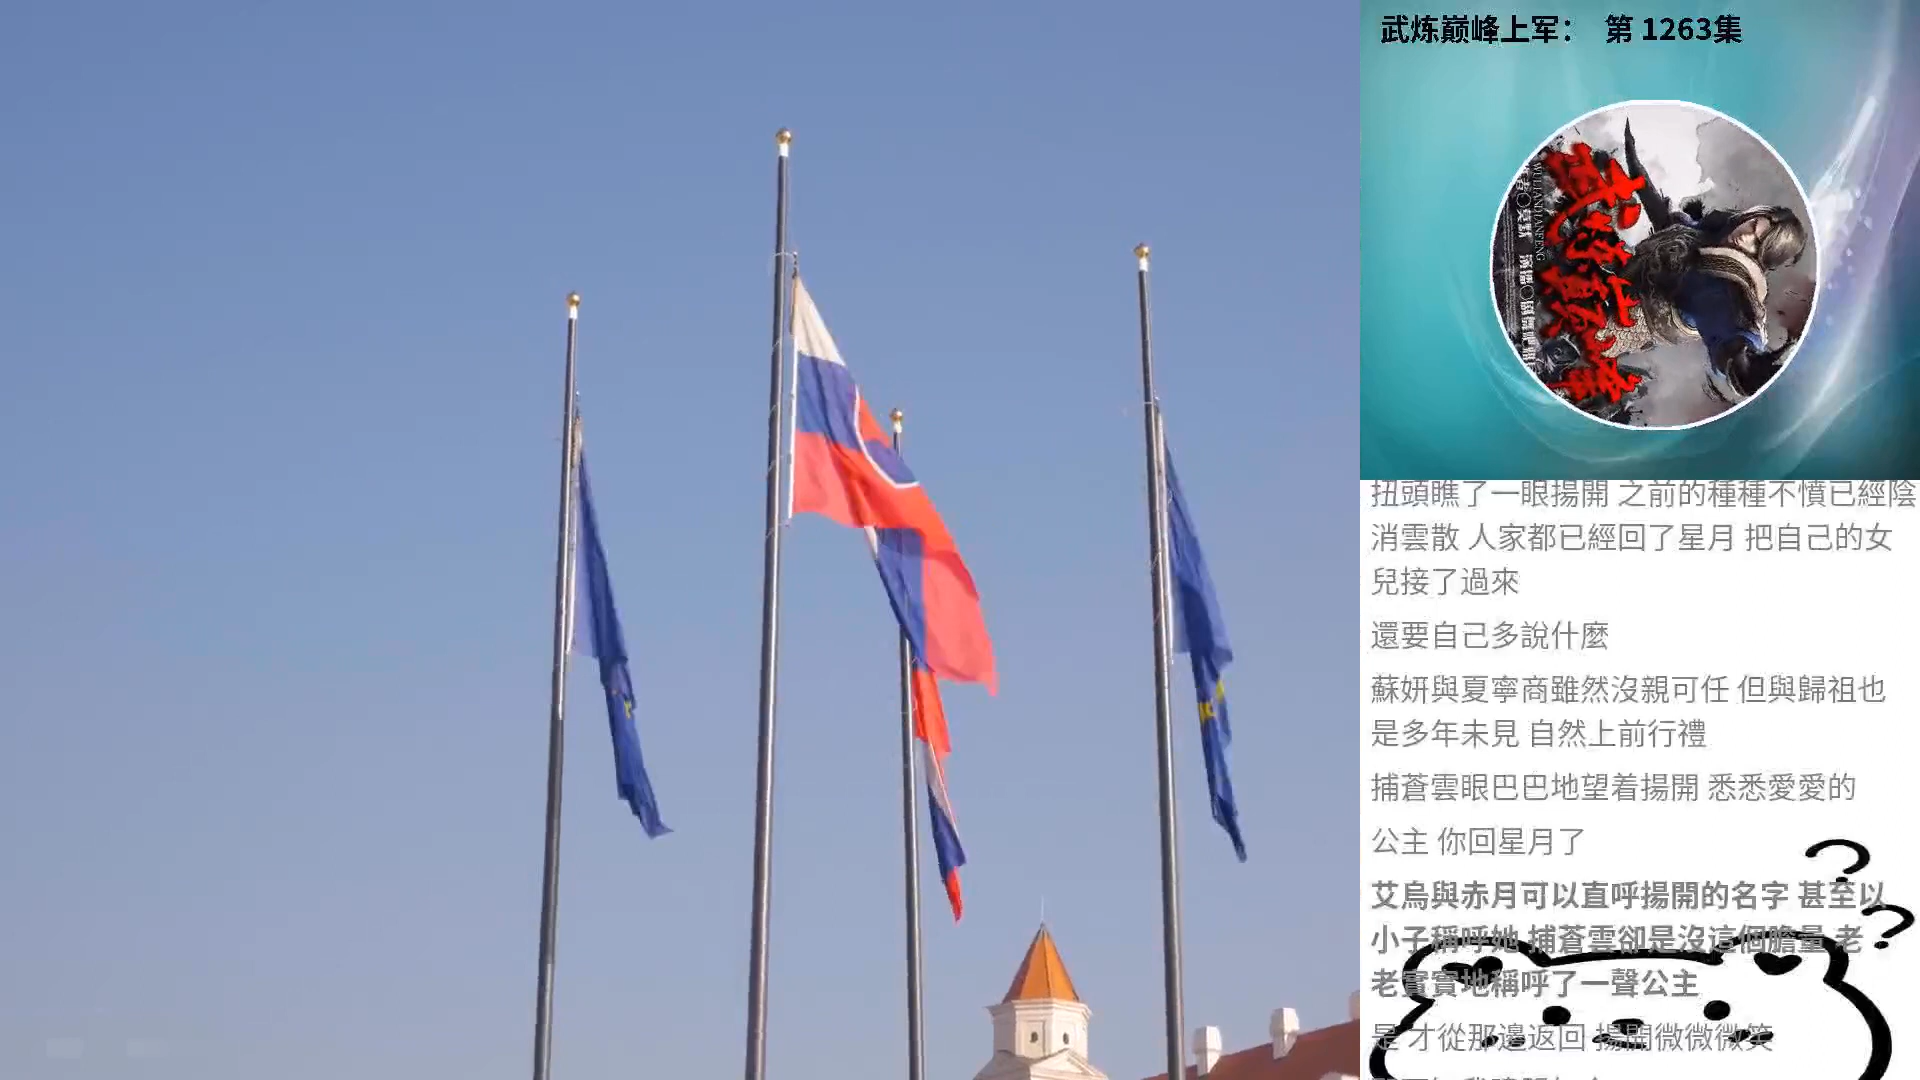 武炼巅峰上军： 第 1263集
武炼巅峰
WULIANDIANFENG
扭頭瞧了一眼揚開 之前的種種不憤已經陰
消雲散 人家都已經回了星月 把自己的女
兒接了過來
還要自己多說什麼
蘇妍與夏寧商雖然沒親可任 但與歸祖也
是多年未見 自然上前行禮
捕蒼雲眼巴巴地望着揚開 悉悉愛愛的
公主 你回星月了
艾烏與赤月可以直呼揚開的名字 甚至以
小子稱呼她 捕蒼雲卻是沒這個膽量 老
老實實地稱呼了一聲公主
是 才從那邊返回 揚開微微微笑